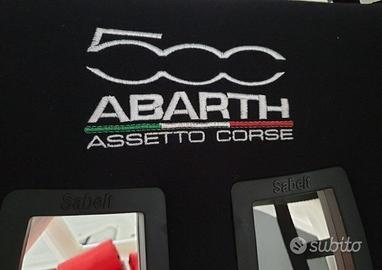 500
ABARTH
ASSETTO CORSE
Sabelt
Sabelt
subito